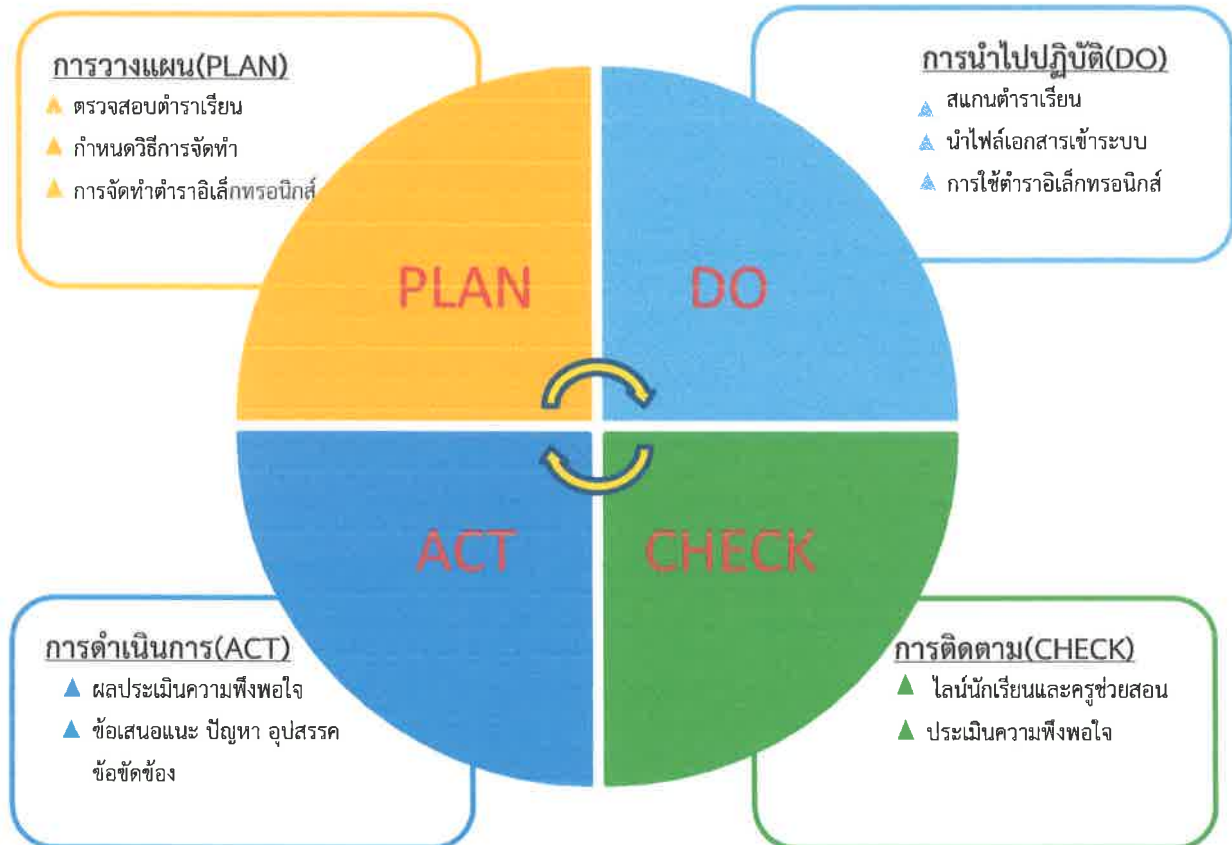 การวางแผน(PLAN)
ตรวจสอบตำราเรียน
กำหนดวิธีการจัดทำ
การจัดทำตำราอิเล็กทรอนิกส์
การนำไปปฏิบัติ(DO)
สแกนตำราเรียน
นำไฟล์เอกสารเข้าระบบ
การใช้ตำราอิเล็กทรอนิกส์
PLAN
DO
ACT
CHECK
การดำเนินการ(ACT)
ผลประเมินความพึงพอใจ
ข้อเสนอแนะ ปัญหา อุปสรรค
ข้อขัดข้อง
การติดตาม(CHECK)
ไลน์นักเรียนและครูช่วยสอน
ประเมินความพึงพอใจ